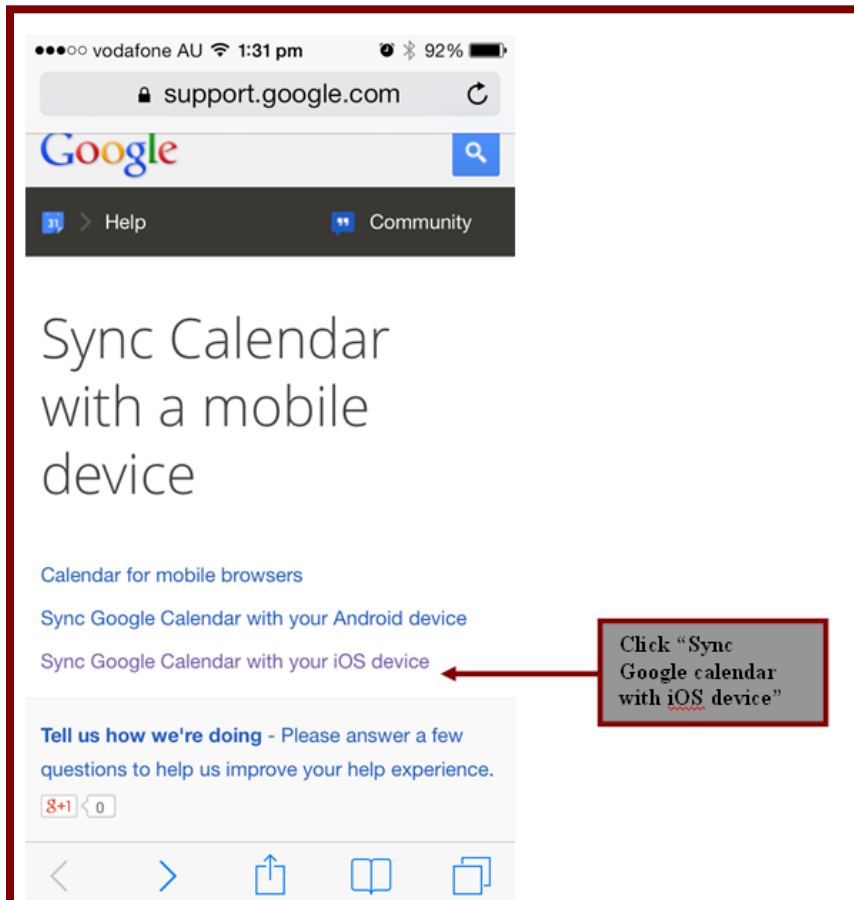 vodafone AU 1:31 pm 92%
support.google.com
Google
31 Help Community
Sync Calendar
with a mobile
device
Calendar for mobile browsers
Sync Google Calendar with your Android device
Sync Google Calendar with your iOS device
Click “Sync
Google calendar
with iOS device”
Tell us how we're doing - Please answer a few
questions to help us improve your help experience.
g+1 0